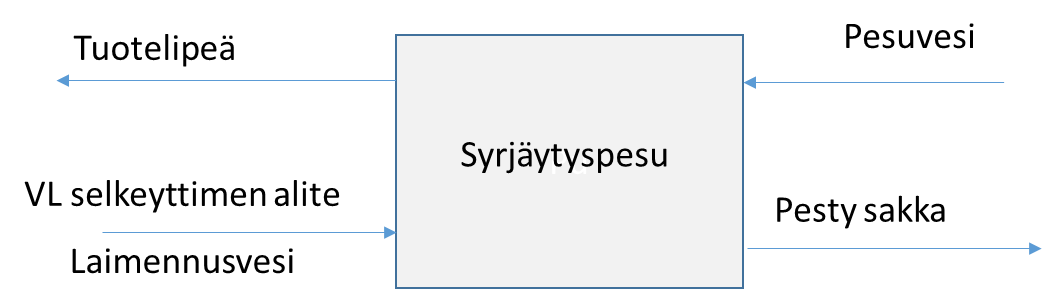 Tuotelipeä
Pesuvesi
Syrjäytyspesu
VL selkeyttimen alite
Laimennusvesi
Pesty sakka